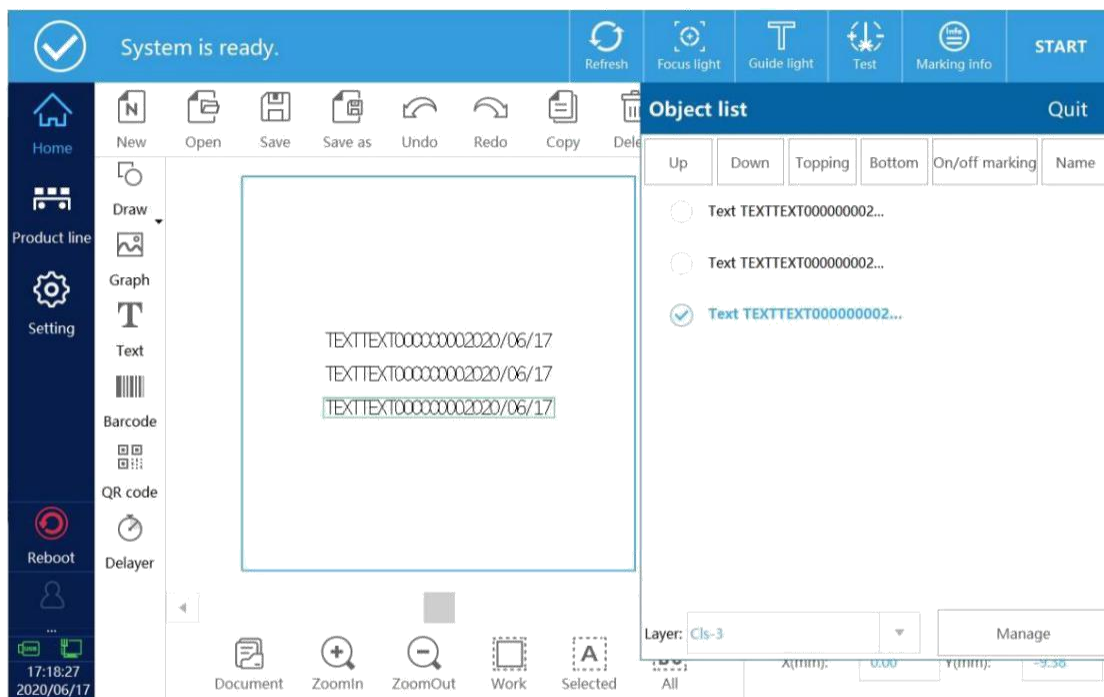 System is ready.
Refresh
Focus light
Guide light
Test
Info
Marking info
START
Home
Product line
Setting
Reboot
...
USB
17:18:27
2020/06/17
N
New
Open
Save
Save as
Undo
Redo
Copy
Draw
Graph
T
Text
Barcode
QR code
Delayer
TEXTTEXT000000002020/06/17
TEXTTEXT000000002020/06/17
TEXTTEXT000000002020/06/17
Object list
Quit
Up
Down
Topping
Bottom
On/off marking
Name
Text TEXTTEXT000000002...
Text TEXTTEXT000000002...
Text TEXTTEXT000000002...
Layer: Cls-3
Manage
X(mm): 0.00 Y(mm): -9.58
Document
ZoomIn
ZoomOut
Work
A
Selected
All